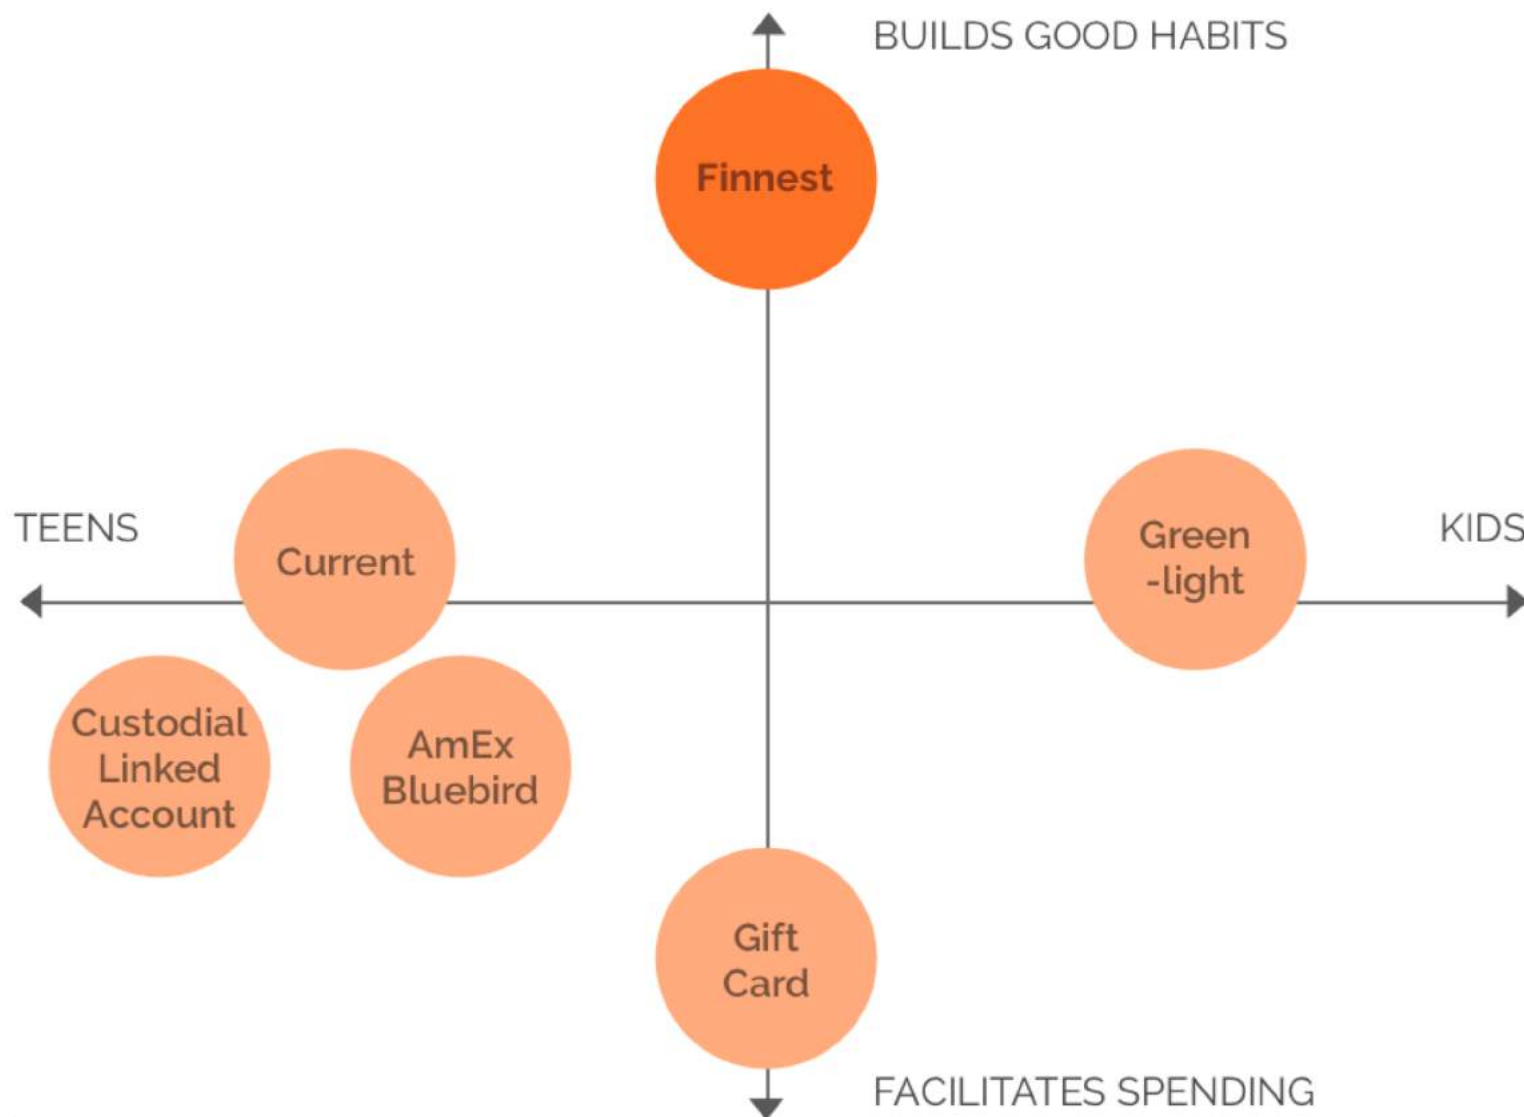 BUILDS GOOD HABITS
Finnest
TEENS
Current
Green
-light
KIDS
Custodial
Linked
Account
AmEx
Bluebird
Gift
Card
FACILITATES SPENDING